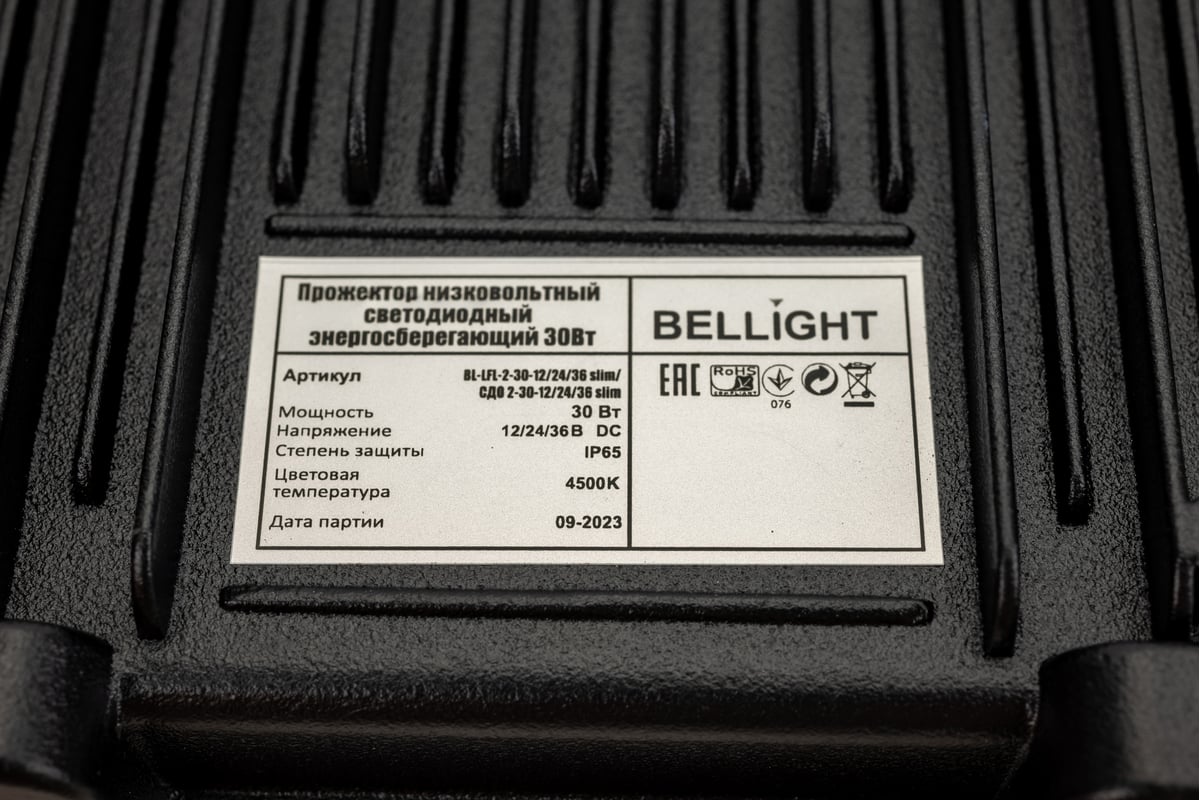 Прожектор низковольтный
светодиодный
энергосберегающий 30Вт
BELLIGHT
Артикул BL-LFL-2-30-12/24/36 slim/
СДО 2-30-12/24/36 slim
Мощность 30 Вт
Напряжение 12/24/36В DC
Степень защиты IP65
Цветовая
температура 4500K
Дата партии 09-2023
EAC RoHS
COMPLIANT
076